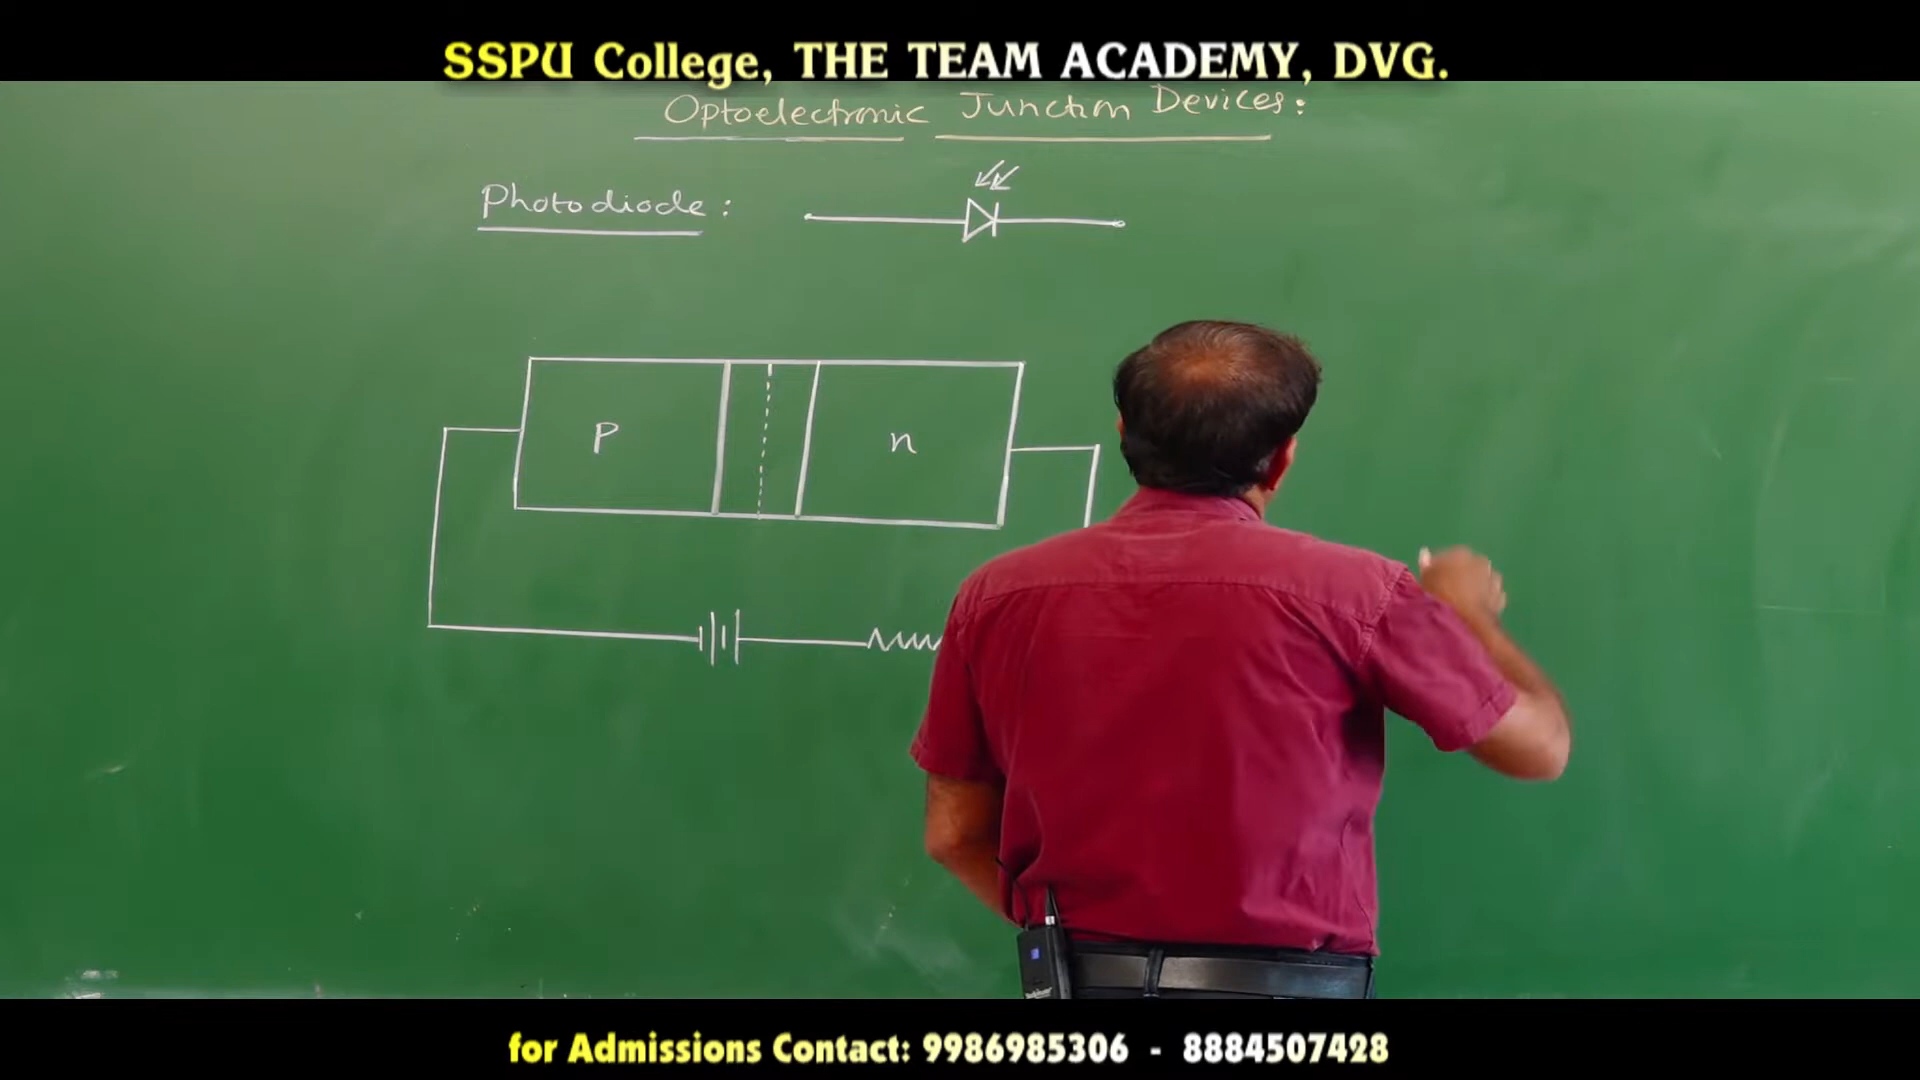 SSPU College, THE TEAM ACADEMY, DVG.
Optoelectronic Junction Devices:
Photodiode:
P
n
for Admissions Contact: 9986985306 - 8884507428